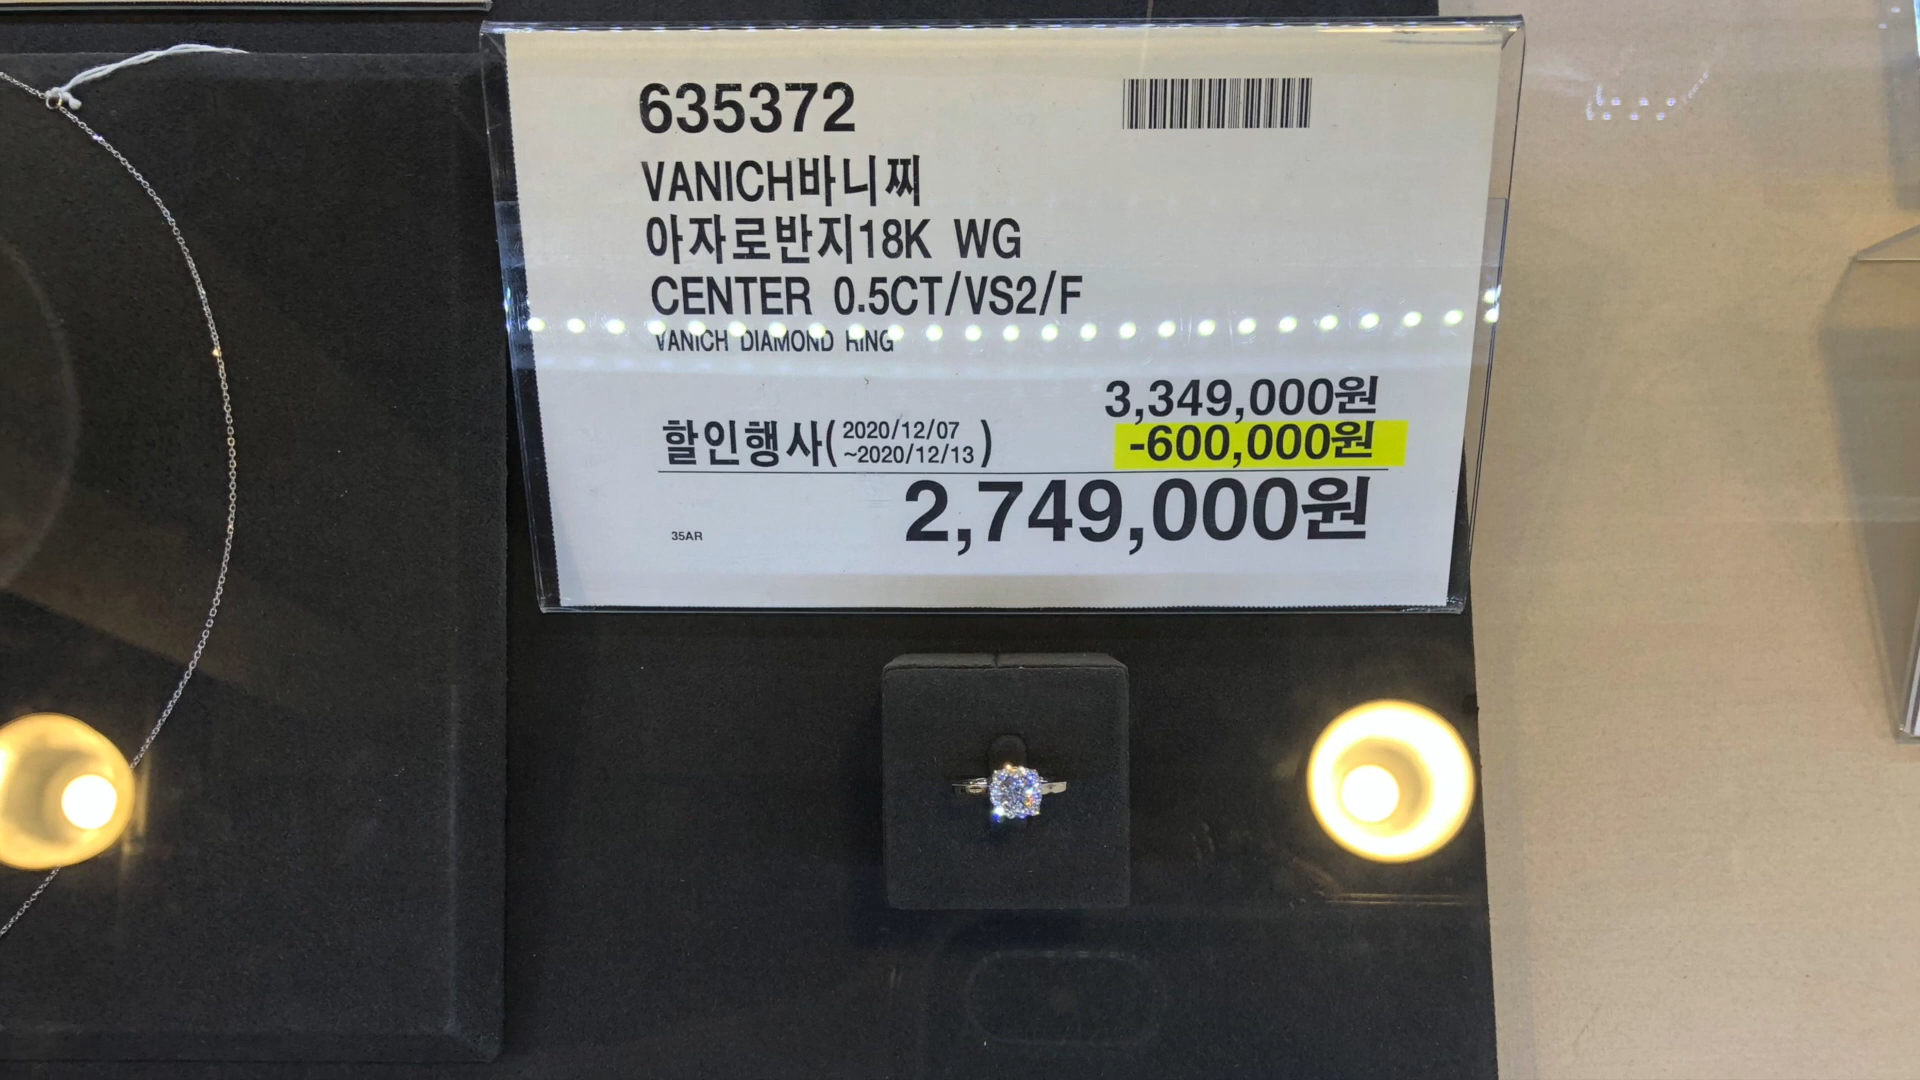 635372
VANICH바니찌
아자로반지18K WG
CENTER 0.5CT/VS2/F
VANICH DIAMOND RING
3,349,000원
할인행사(2020/12/07 ~2020/12/13) -600,000원
2,749,000원
35AR